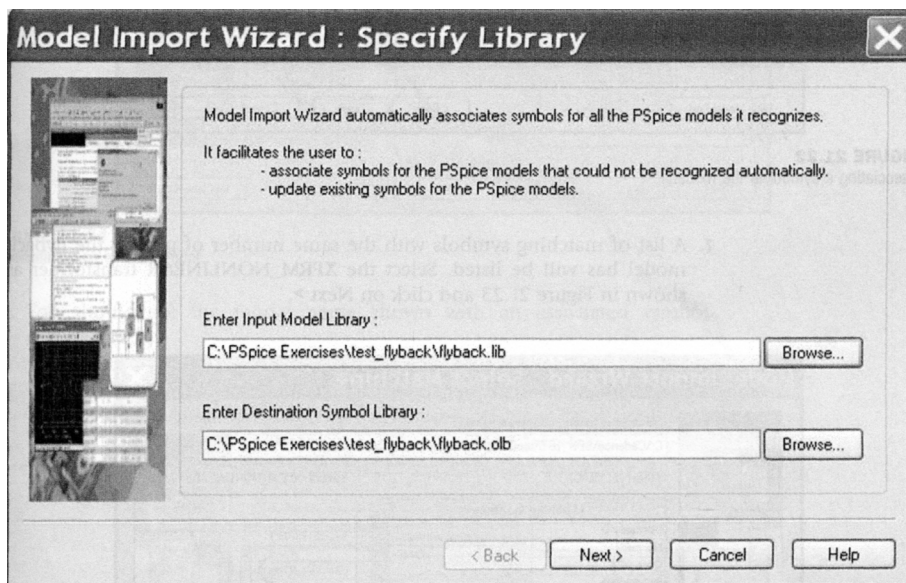 Model Import Wizard : Specify Library
Model Import Wizard automatically associates symbols for all the PSpice models it recognizes.
It facilitates the user to :
- associate symbols for the PSpice models that could not be recognized automatically.
- update existing symbols for the PSpice models.
Enter Input Model Library :
C:\PSpice Exercises\test_flyback\flyback.lib
Browse...
Enter Destination Symbol Library :
C:\PSpice Exercises\test_flyback\flyback.olb
Browse...
< Back
Next >
Cancel
Help